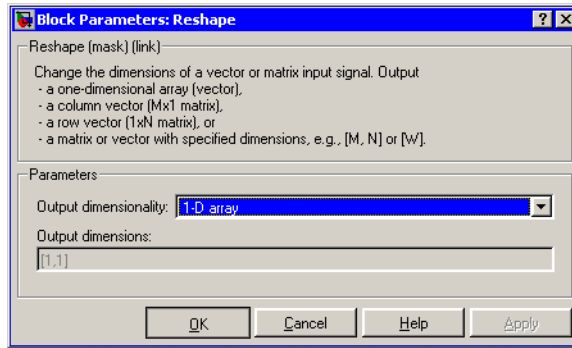 Block Parameters: Reshape
Reshape (mask) (link)
Change the dimensions of a vector or matrix input signal. Output
- a one-dimensional array (vector),
- a column vector (Mx1 matrix),
- a row vector (1xN matrix), or
- a matrix or vector with specified dimensions, e.g., [M, N] or [W].
Parameters
Output dimensionality: 1-D array
Output dimensions:
[1,1]
OK Cancel Help Apply